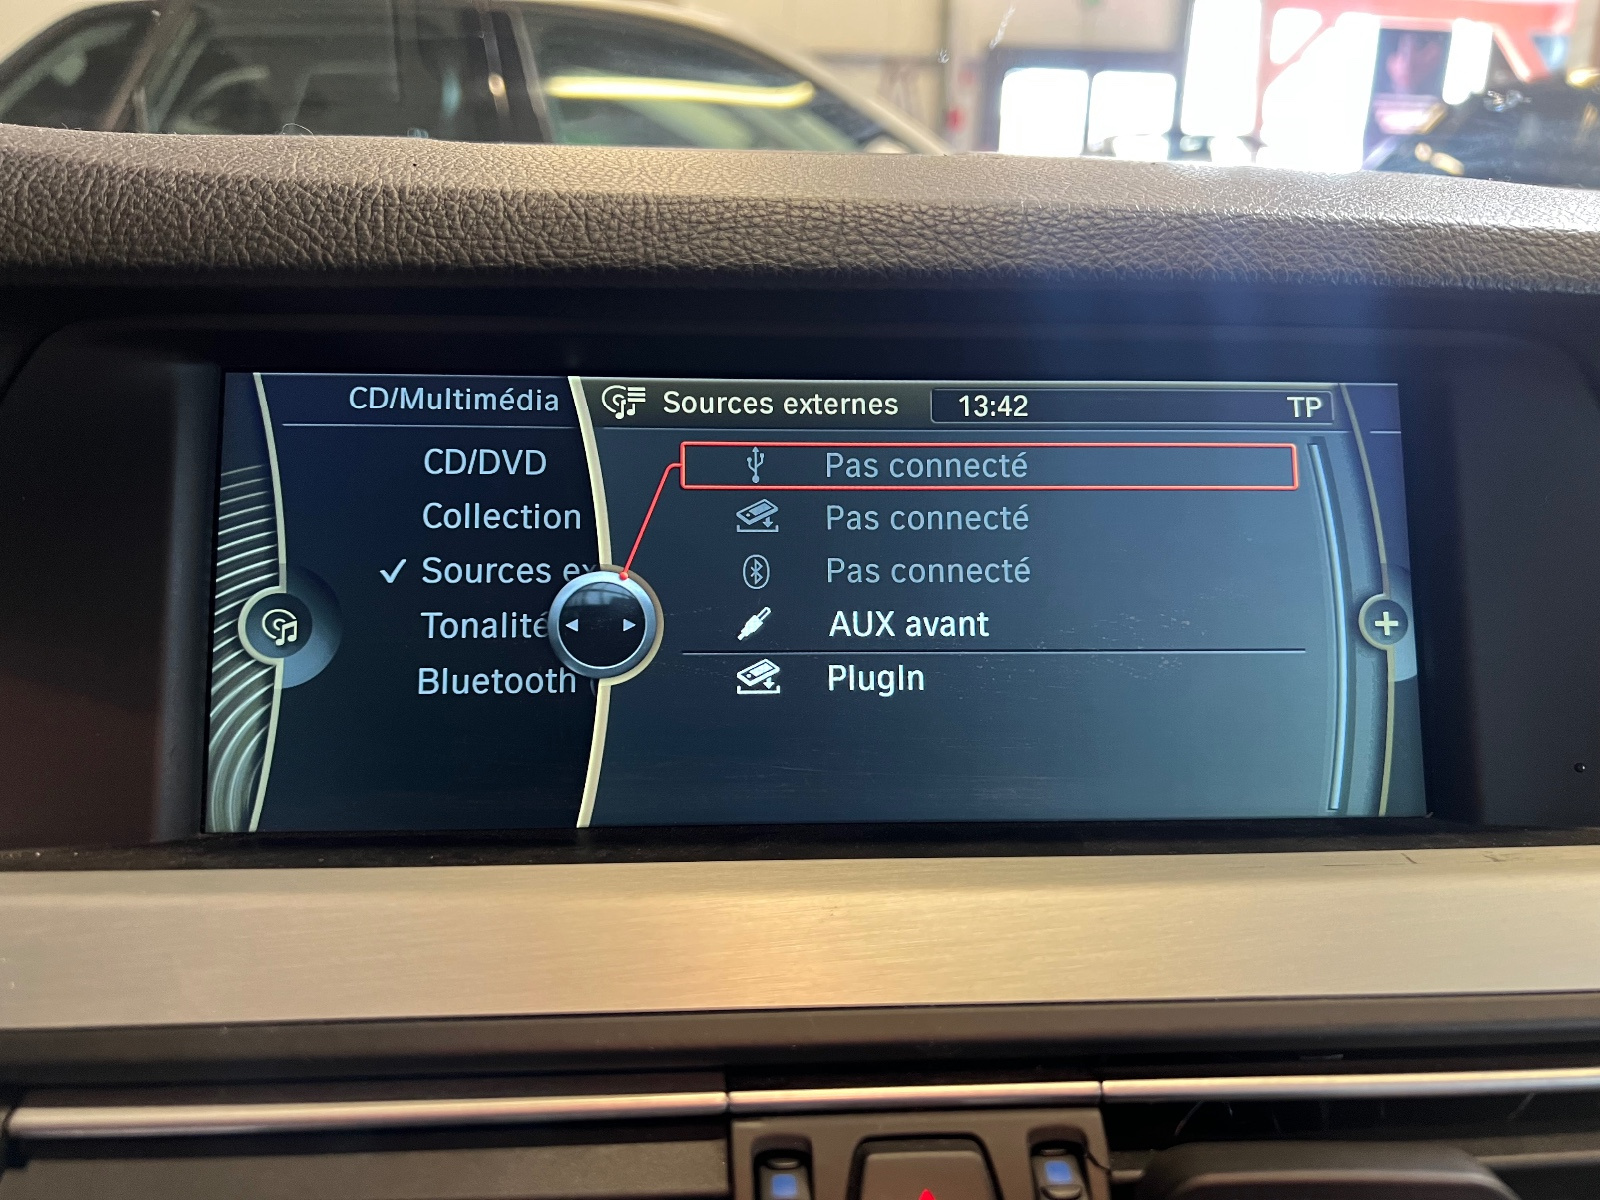 CD/Multimédia
CD/DVD
Collection
Sources ex
Tonalité
Bluetooth
Sources externes
13:42
TP
Pas connecté
Pas connecté
Pas connecté
AUX avant
PlugIn